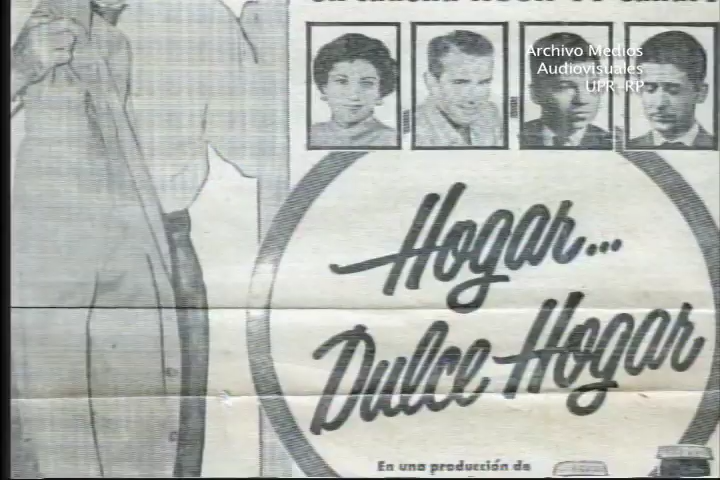 Archivo Medios
Audiovisuales
UPR-RP
Hogar...
Dulce Hogar
En una producción de